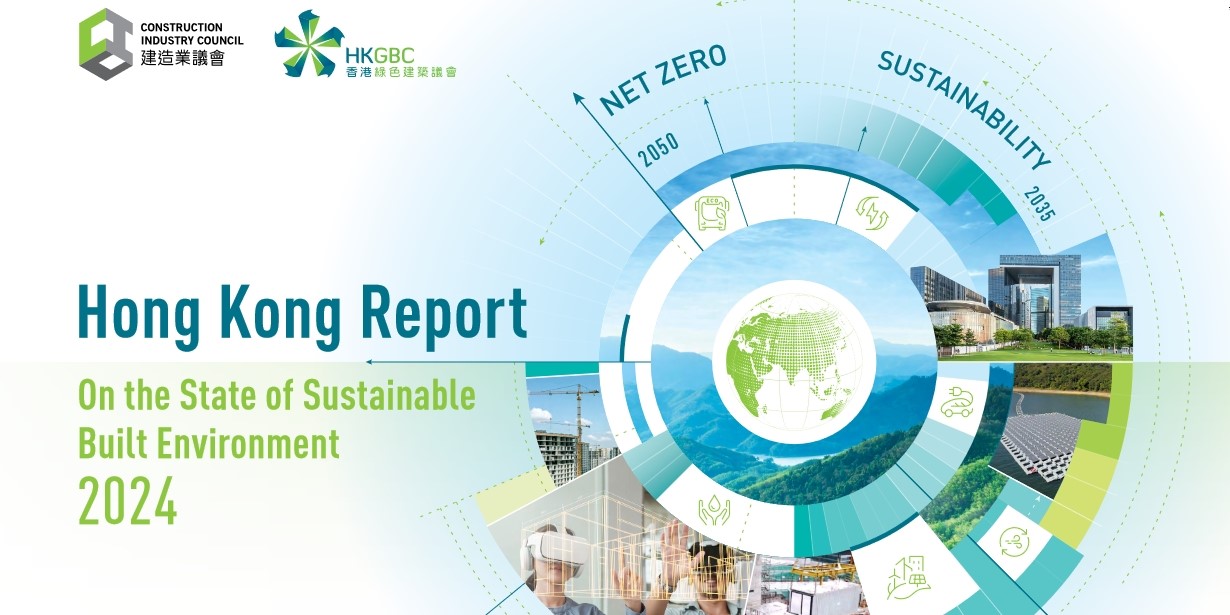 CONSTRUCTION
INDUSTRY COUNCIL
建造業議會
HKGBC
香港綠色建築議會
NET ZERO
2050
SUSTAINABILITY
2035
ECO
Hong Kong Report
On the State of Sustainable
Built Environment
2024